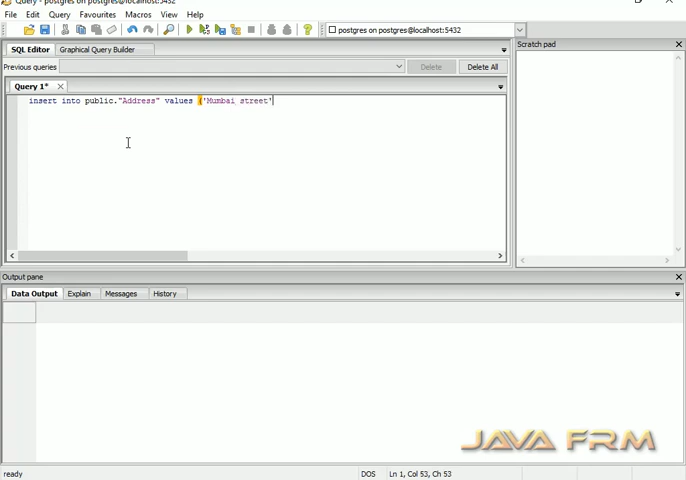 Query - postgres on postgres@localhost:5432
File Edit Query Favourites Macros View Help
postgres on postgres@localhost:5432
SQL Editor Graphical Query Builder
Scratch pad
Previous queries
Delete Delete All
Query 1*
insert into public."Address" values ('Mumbai street'
Output pane
Data Output Explain Messages History
JAVA FRM
ready DOS Ln 1, Col 53, Ch 53